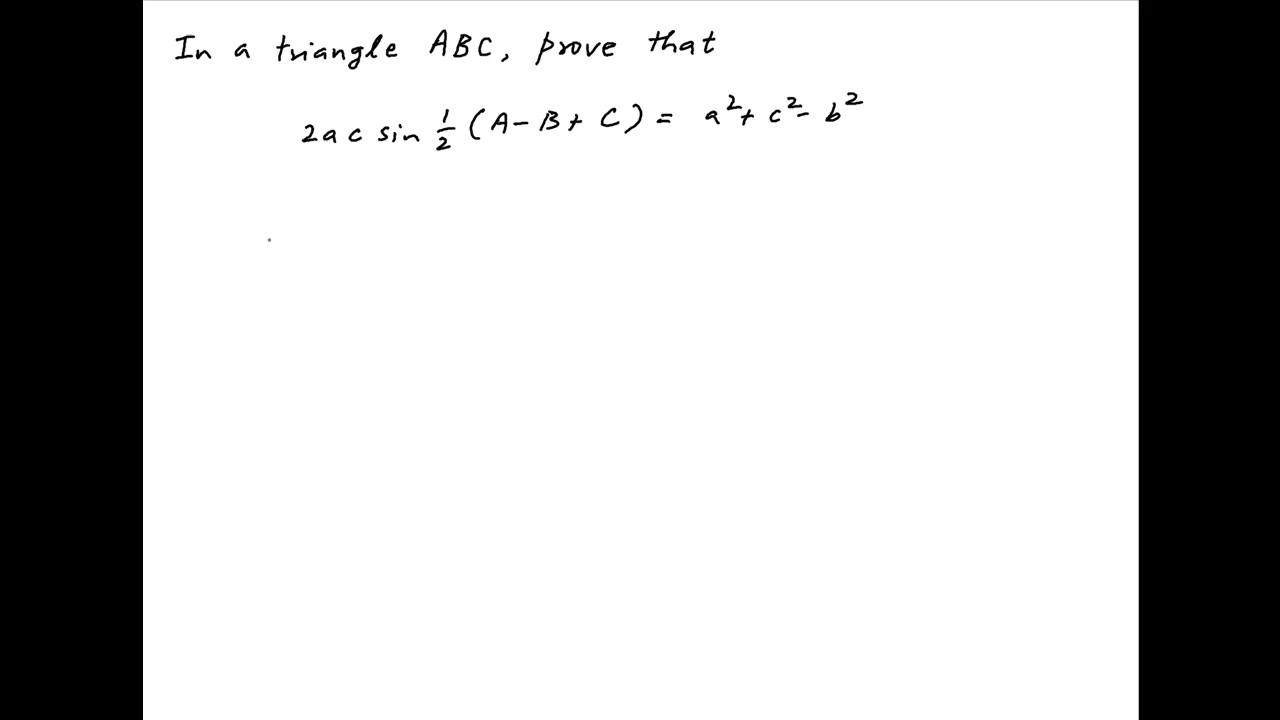 In a triangle ABC, prove that
2ac sin 1/2 (A - B + C) = a² + c² - b²